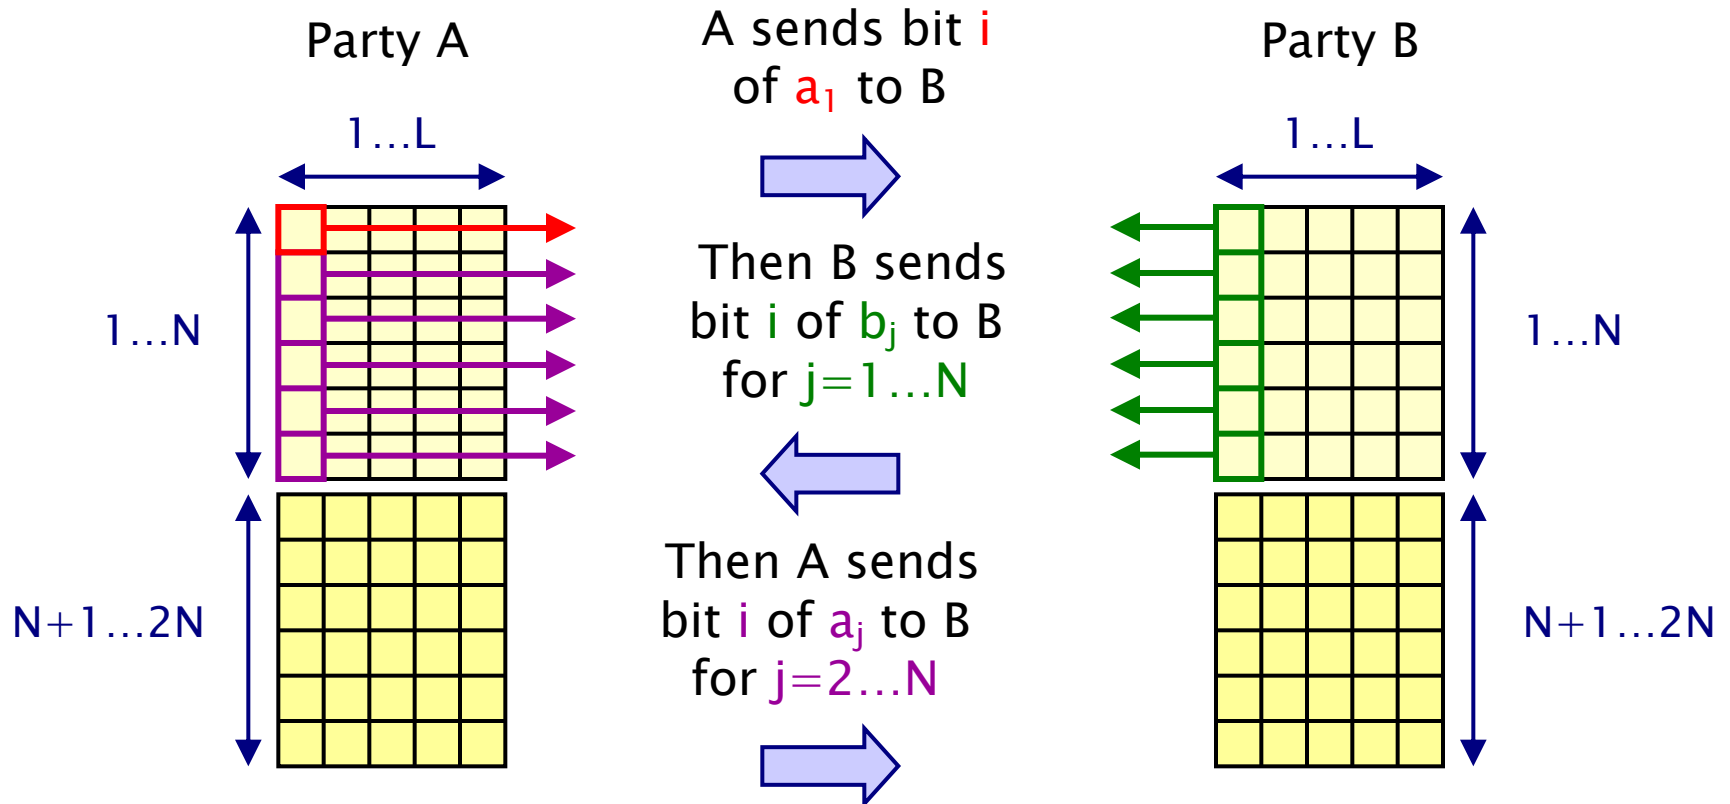 Party A
A sends bit i
of a₁ to B
Party B
1…L
1…L
Then B sends
bit i of bⱼ to B
for j=1…N
1…N
1…N
Then A sends
bit i of aⱼ to B
for j=2…N
N+1…2N
N+1…2N